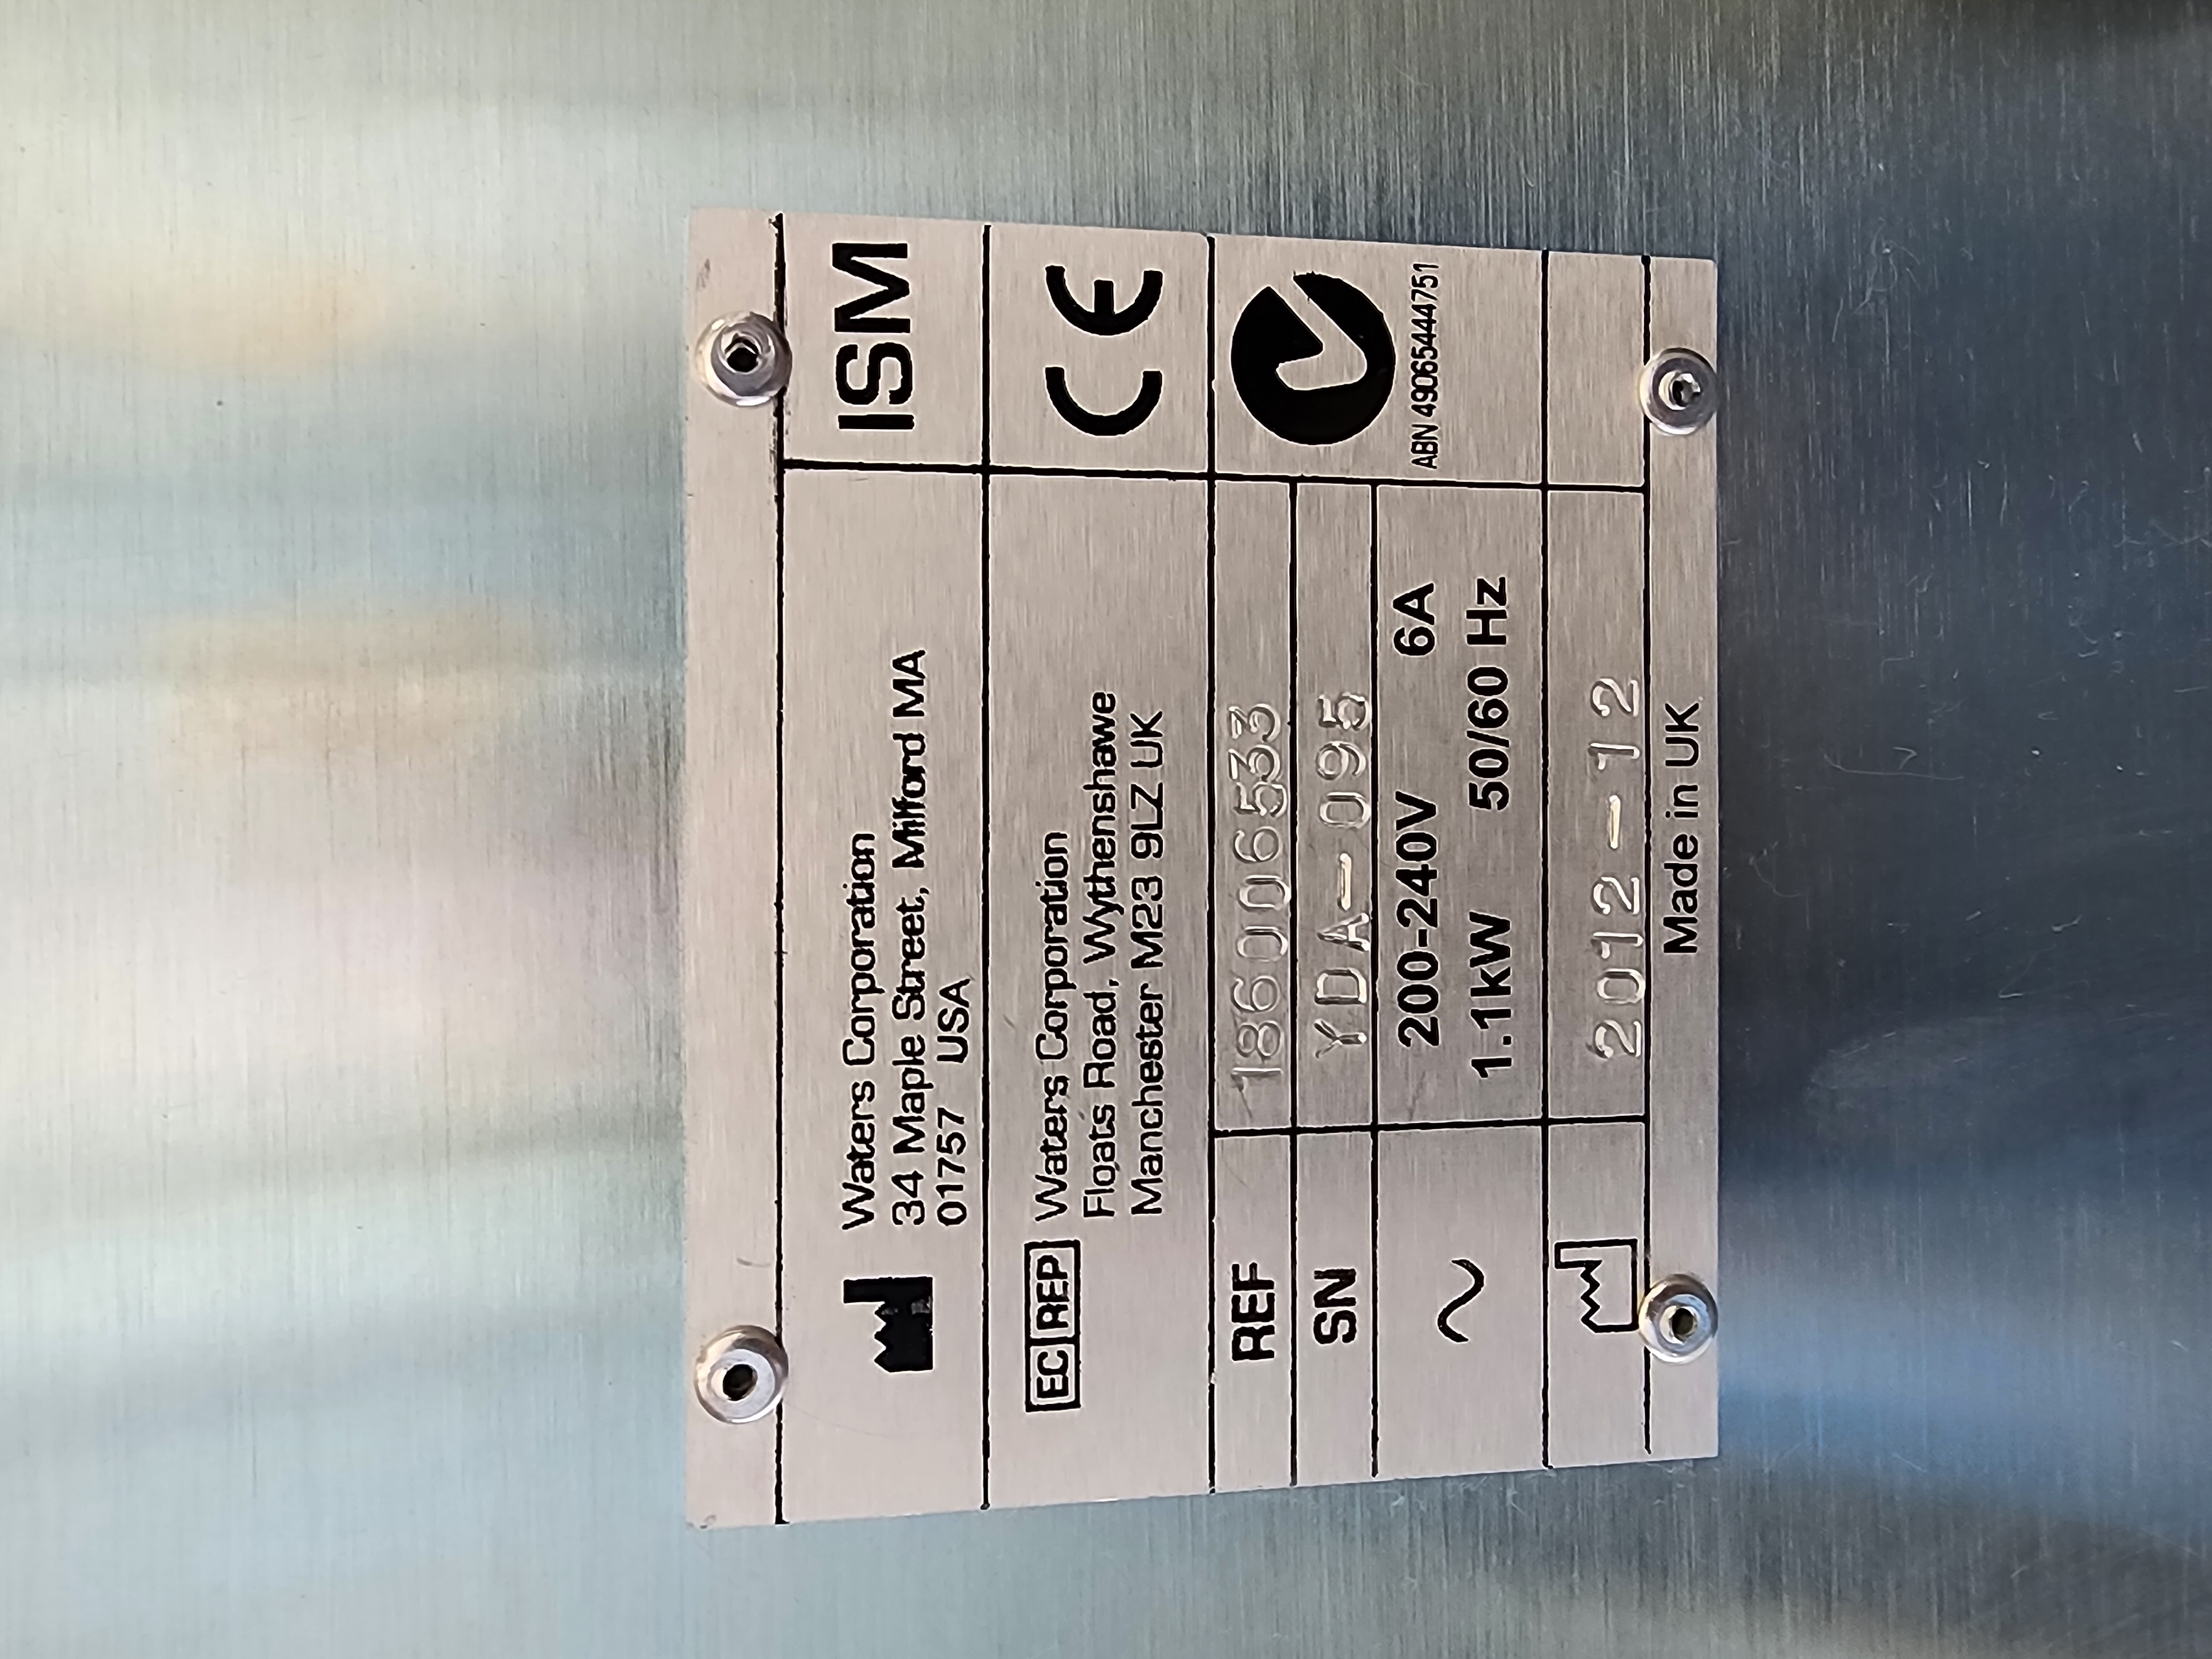 Waters Corporation
34 Maple Street, Milford MA
01757 USA
ISM
EC REP
Waters Corporation
Floats Road, Wythenshawe
Manchester M23 9LZ UK
CE
REF 186006533
SN YDA-095
200-240V 6A
1.1kW 50/60 Hz
ABN 49065444751
2012-12
Made in UK